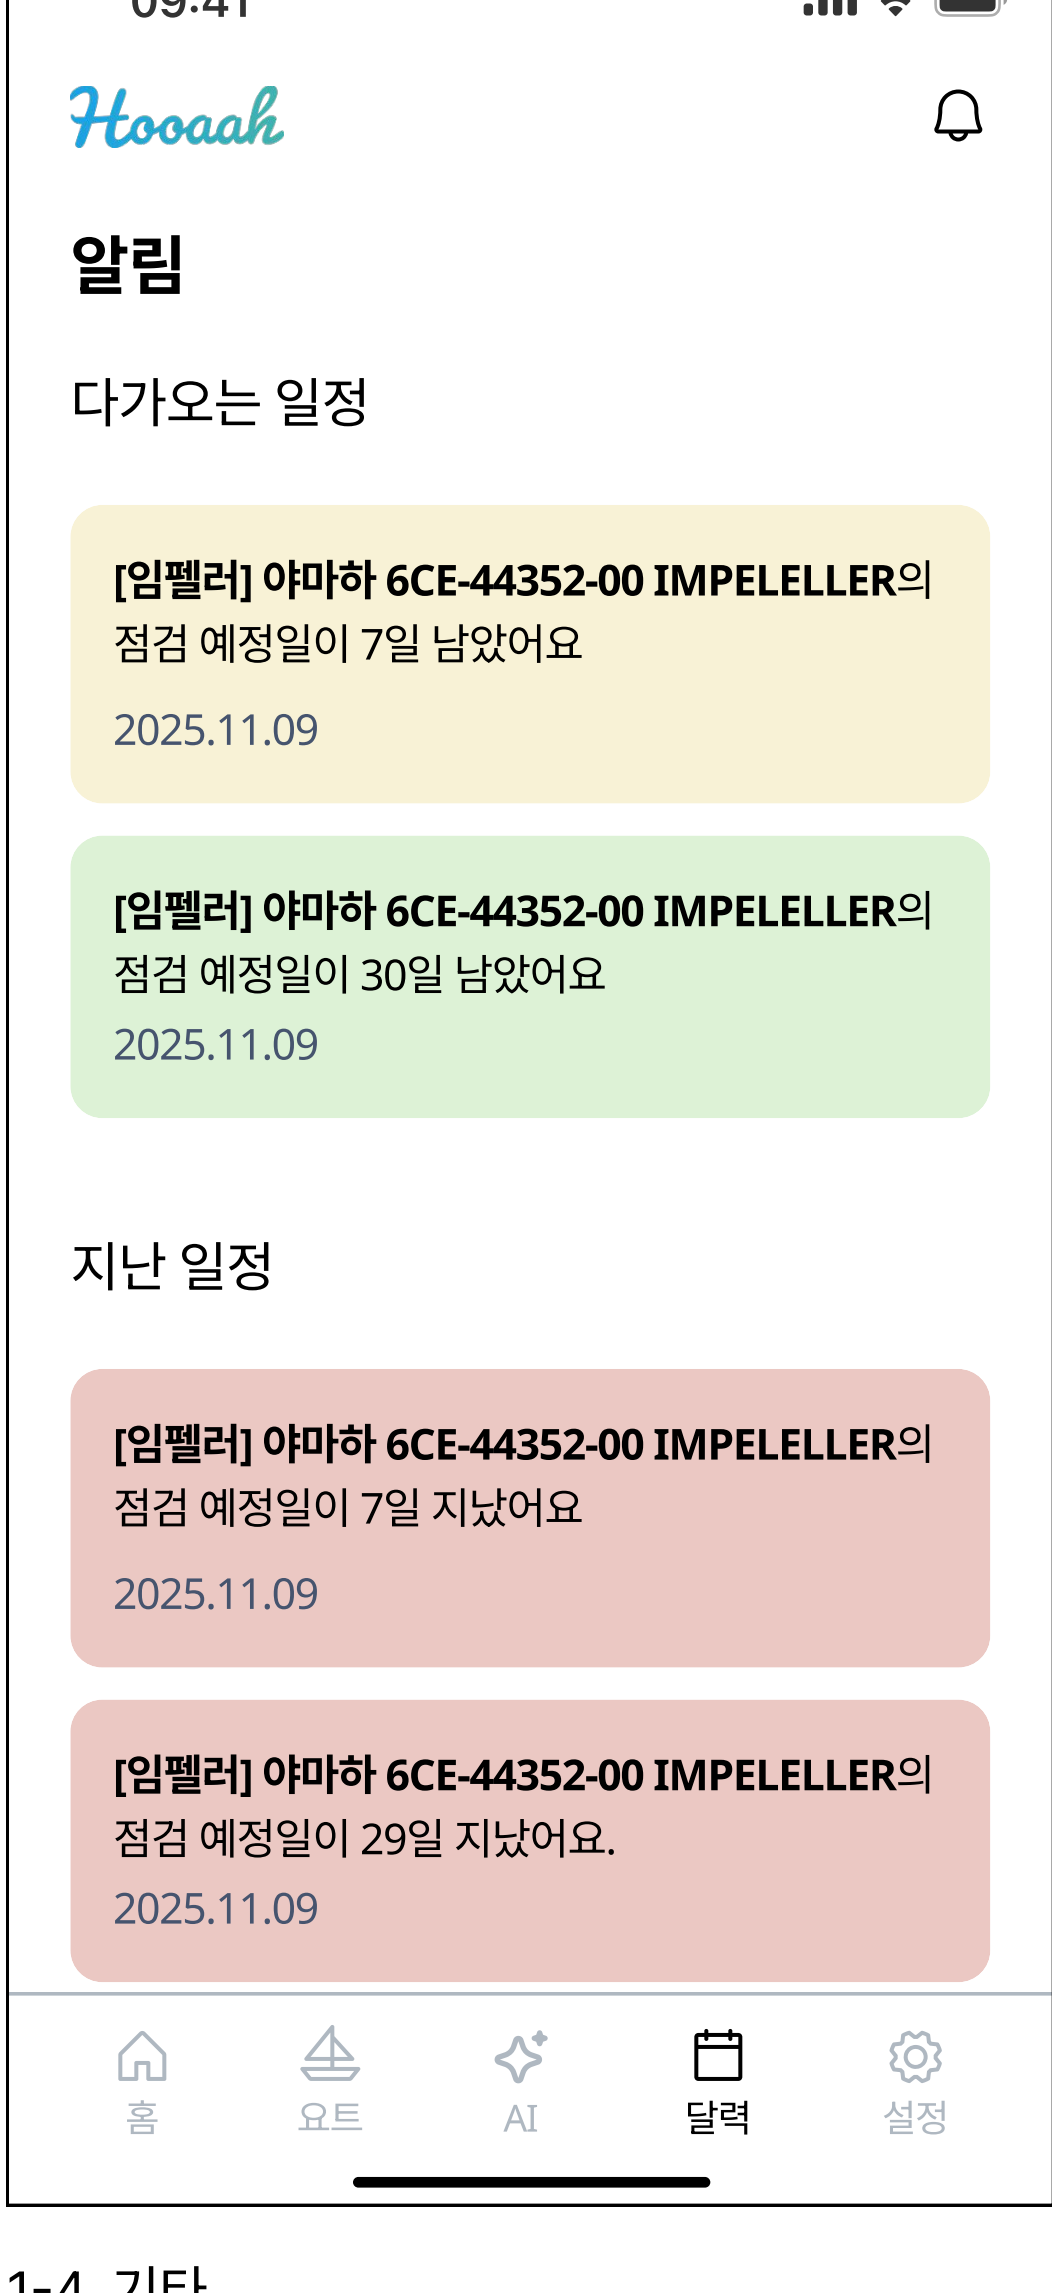 09:41
Hooaah
알림
다가오는 일정
[임펠러] 야마하 6CE-44352-00 IMPELELLER의
점검 예정일이 7일 남았어요
2025.11.09
[임펠러] 야마하 6CE-44352-00 IMPELELLER의
점검 예정일이 30일 남았어요
2025.11.09
지난 일정
[임펠러] 야마하 6CE-44352-00 IMPELELLER의
점검 예정일이 7일 지났어요
2025.11.09
[임펠러] 야마하 6CE-44352-00 IMPELELLER의
점검 예정일이 29일 지났어요.
2025.11.09
홈 요트 AI 달력 설정
1-4 기타